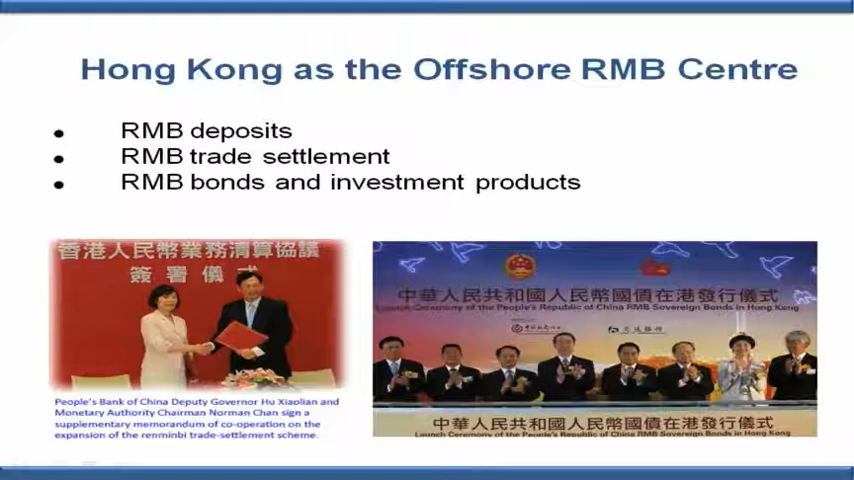 Hong Kong as the Offshore RMB Centre
• RMB deposits
• RMB trade settlement
• RMB bonds and investment products
香港人民幣業務清算協議
簽署儀式
People's Bank of China Deputy Governor Hu Xiaolian and
Monetary Authority Chairman Norman Chan sign a
supplementary memorandum of co-operation on the
expansion of the renminbi trade-settlement scheme.
中華人民共和國人民幣國債在港發行儀式
Launch Ceremony of the People's Republic of China RMB Sovereign Bonds in Hong Kong
中華人民共和國人民幣國債在港發行儀式
Launch Ceremony of the People's Republic of China RMB Sovereign Bonds in Hong Kong